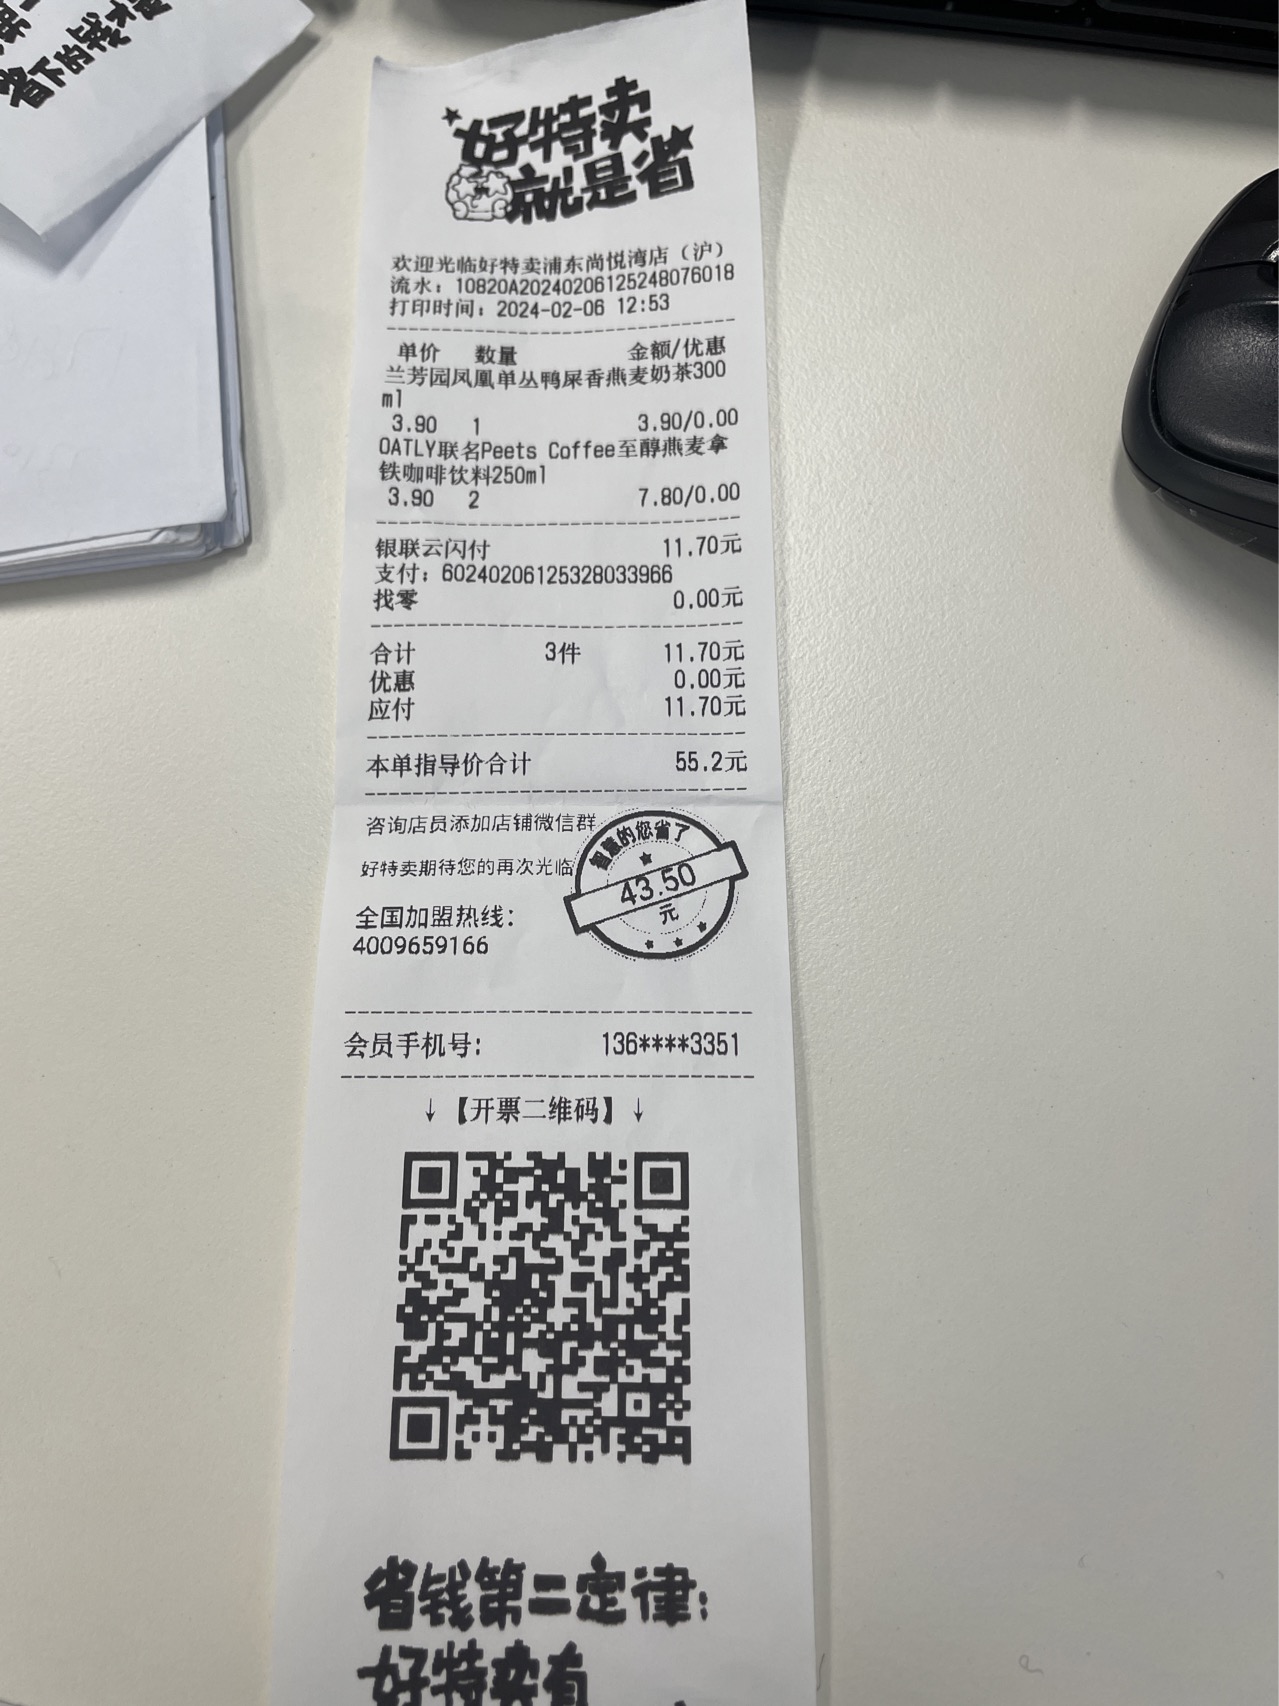 好特卖
就是省
欢迎光临好特卖浦东尚悦湾店（沪）
流水：10820A20240206125248076018
打印时间：2024-02-06 12:53
单价 数量 金额/优惠
兰芳园凤凰单丛鸭屎香燕麦奶茶300
ml
3.90 1 3.90/0.00
OATLY联名Peets Coffee至醇燕麦拿
铁咖啡饮料250ml
3.90 2 7.80/0.00
银联云闪付 11.70元
支付：60240206125328033966
找零 0.00元
合计 3件 11.70元
优惠 0.00元
应付 11.70元
本单指导价合计 55.2元
咨询店员添加店铺微信群
好特卖期待您的再次光临
智慧的您省了
43.50
元
全国加盟热线：
4009659166
会员手机号： 136****3351
↓【开票二维码】↓
省钱第二定律：
好特卖有